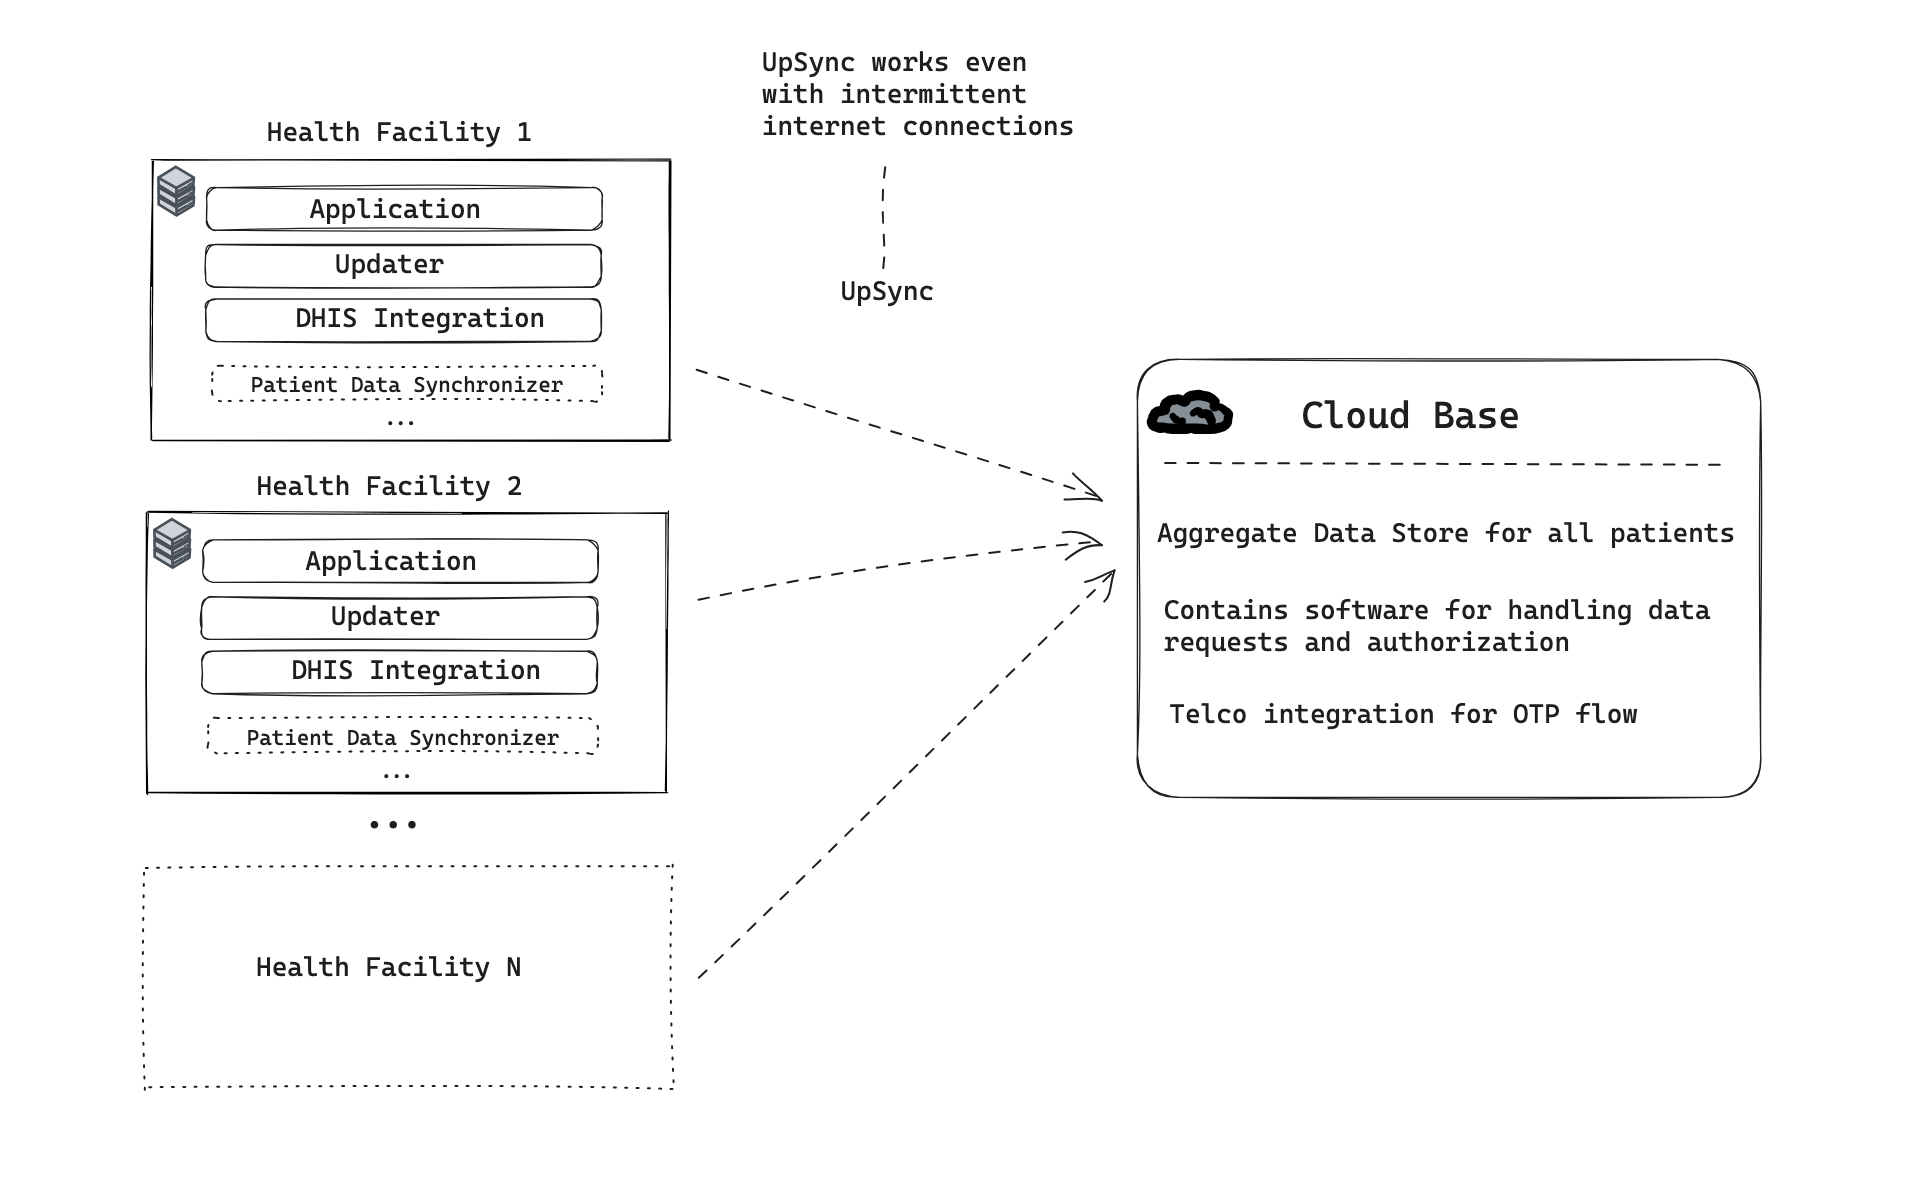 UpSync works even
with intermittent
internet connections
UpSync
Health Facility 1
Application
Updater
DHIS Integration
Patient Data Synchronizer
...
Health Facility 2
Application
Updater
DHIS Integration
Patient Data Synchronizer
...
...
Health Facility N
Cloud Base
Aggregate Data Store for all patients
Contains software for handling data
requests and authorization
Telco integration for OTP flow